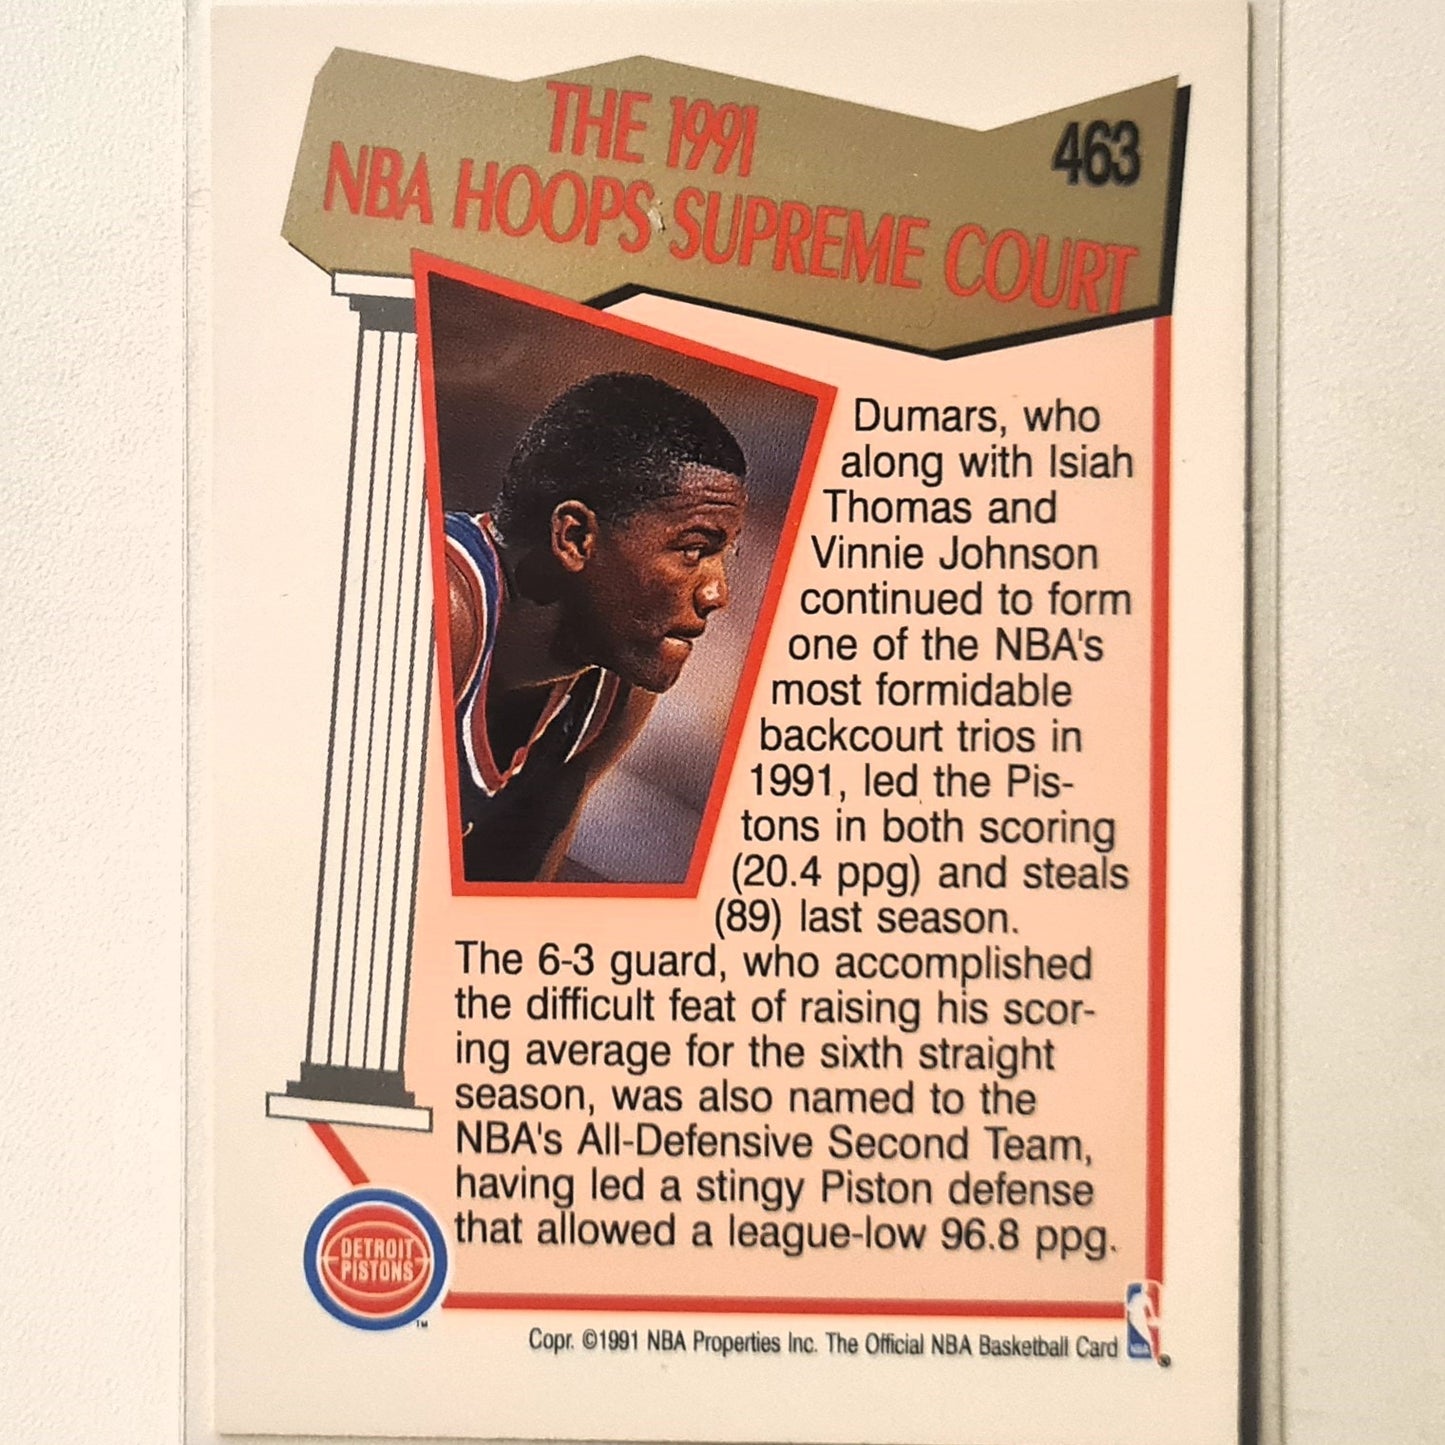 THE 1991
NBA HOOPS SUPREME COURT
463
Dumars, who
along with Isiah
Thomas and
Vinnie Johnson
continued to form
one of the NBA's
most formidable
backcourt trios in
1991, led the Pis-
tons in both scoring
(20.4 ppg) and steals
(89) last season.
The 6-3 guard, who accomplished
the difficult feat of raising his scor-
ing average for the sixth straight
season, was also named to the
NBA's All-Defensive Second Team,
having led a stingy Piston defense
that allowed a league-low 96.8 ppg.
DETROIT
PISTONS
TM
Copr. ©1991 NBA Properties Inc. The Official NBA Basketball Card
NBA
®